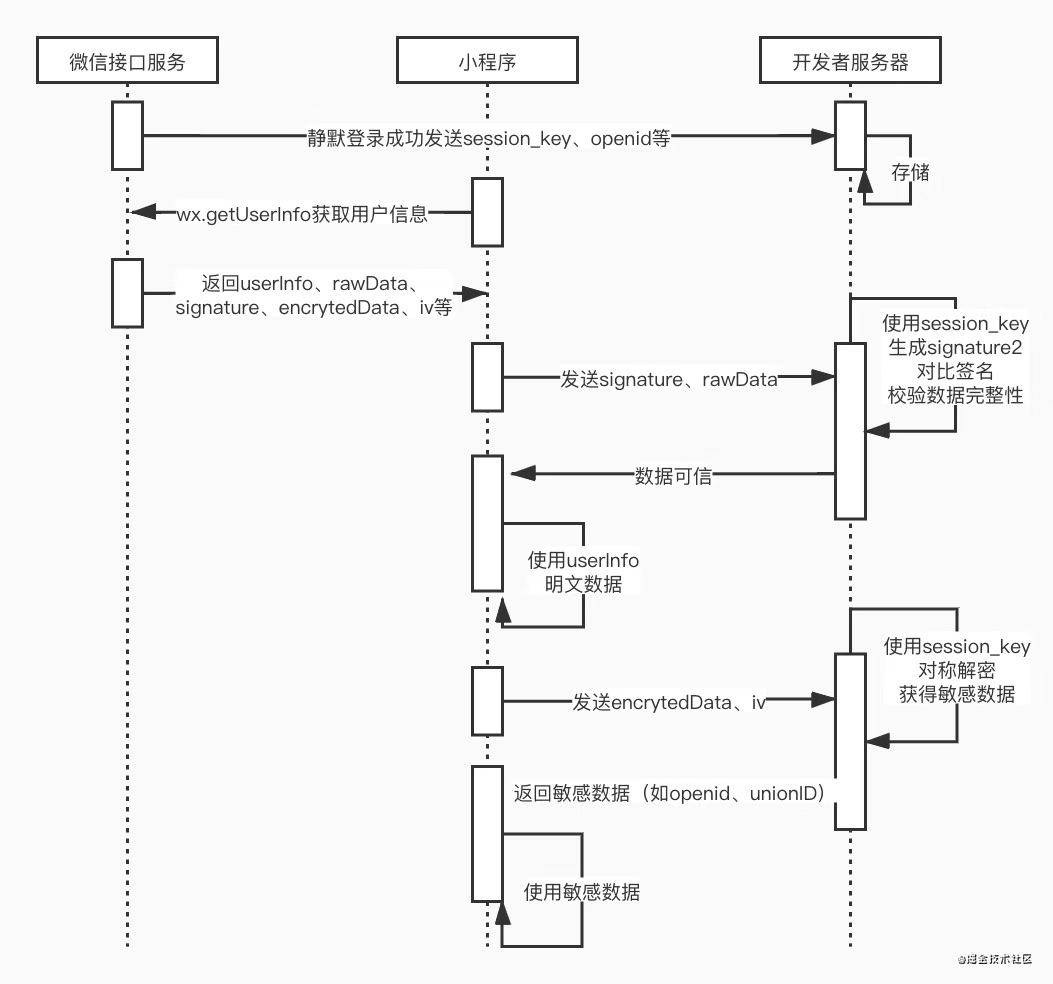 微信接口服务
小程序
开发者服务器
静默登录成功发送session_key、openid等
存储
wx.getUserInfo获取用户信息
返回userInfo、rawData、
signature、encrytedData、iv等
使用session_key
生成signature2
对比签名
校验数据完整性
发送signature、rawData
数据可信
使用userInfo
明文数据
使用session_key
对称解密
获得敏感数据
发送encrytedData、iv
返回敏感数据（如openid、unionID）
使用敏感数据
@掘金技术社区